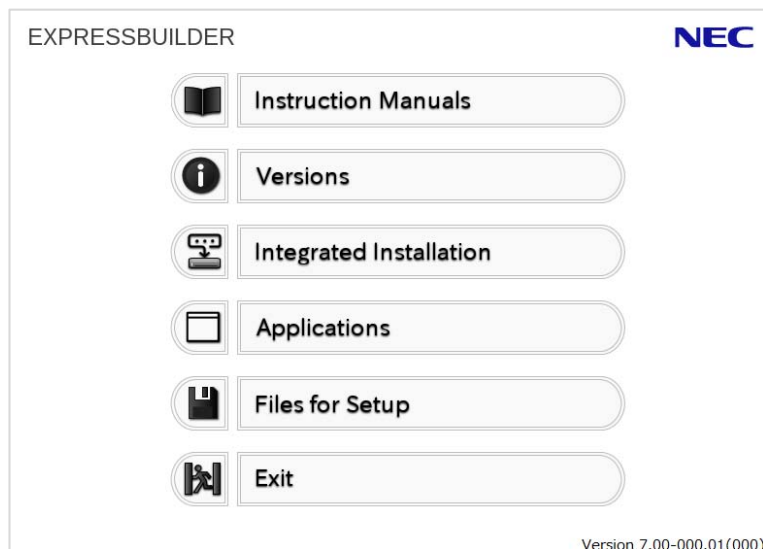 EXPRESSBUILDER
NEC
Instruction Manuals
Versions
Integrated Installation
Applications
Files for Setup
Exit
Version 7.00-000.01(000)